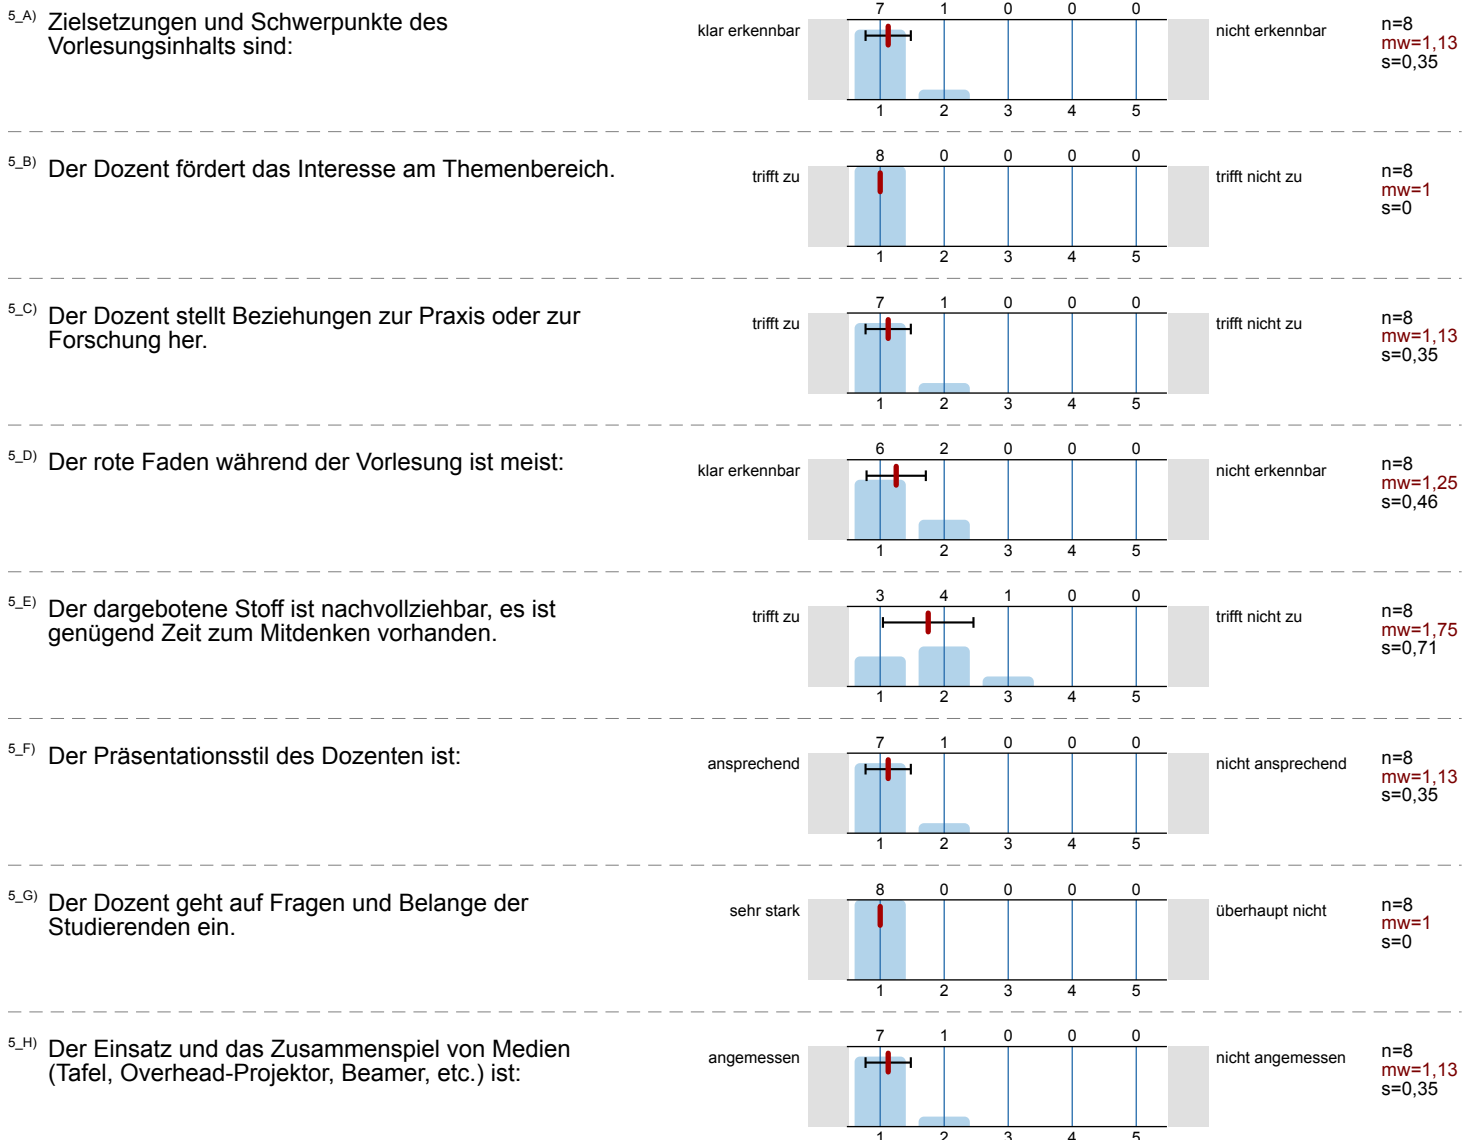 7 1 0 0 0
5_A) Zielsetzungen und Schwerpunkte des
Vorlesungsinhalts sind:
klar erkennbar
nicht erkennbar
n=8
mw=1,13
s=0,35
1 2 3 4 5
8 0 0 0 0
5_B) Der Dozent fördert das Interesse am Themenbereich.
trifft zu
trifft nicht zu
n=8
mw=1
s=0
1 2 3 4 5
7 1 0 0 0
5_C) Der Dozent stellt Beziehungen zur Praxis oder zur
Forschung her.
trifft zu
trifft nicht zu
n=8
mw=1,13
s=0,35
1 2 3 4 5
6 2 0 0 0
5_D) Der rote Faden während der Vorlesung ist meist:
klar erkennbar
nicht erkennbar
n=8
mw=1,25
s=0,46
1 2 3 4 5
3 4 1 0 0
5_E) Der dargebotene Stoff ist nachvollziehbar, es ist
genügend Zeit zum Mitdenken vorhanden.
trifft zu
trifft nicht zu
n=8
mw=1,75
s=0,71
1 2 3 4 5
7 1 0 0 0
5_F) Der Präsentationsstil des Dozenten ist:
ansprechend
nicht ansprechend
n=8
mw=1,13
s=0,35
1 2 3 4 5
8 0 0 0 0
5_G) Der Dozent geht auf Fragen und Belange der
Studierenden ein.
sehr stark
überhaupt nicht
n=8
mw=1
s=0
1 2 3 4 5
7 1 0 0 0
5_H) Der Einsatz und das Zusammenspiel von Medien
(Tafel, Overhead-Projektor, Beamer, etc.) ist:
angemessen
nicht angemessen
n=8
mw=1,13
s=0,35
1 2 3 4 5